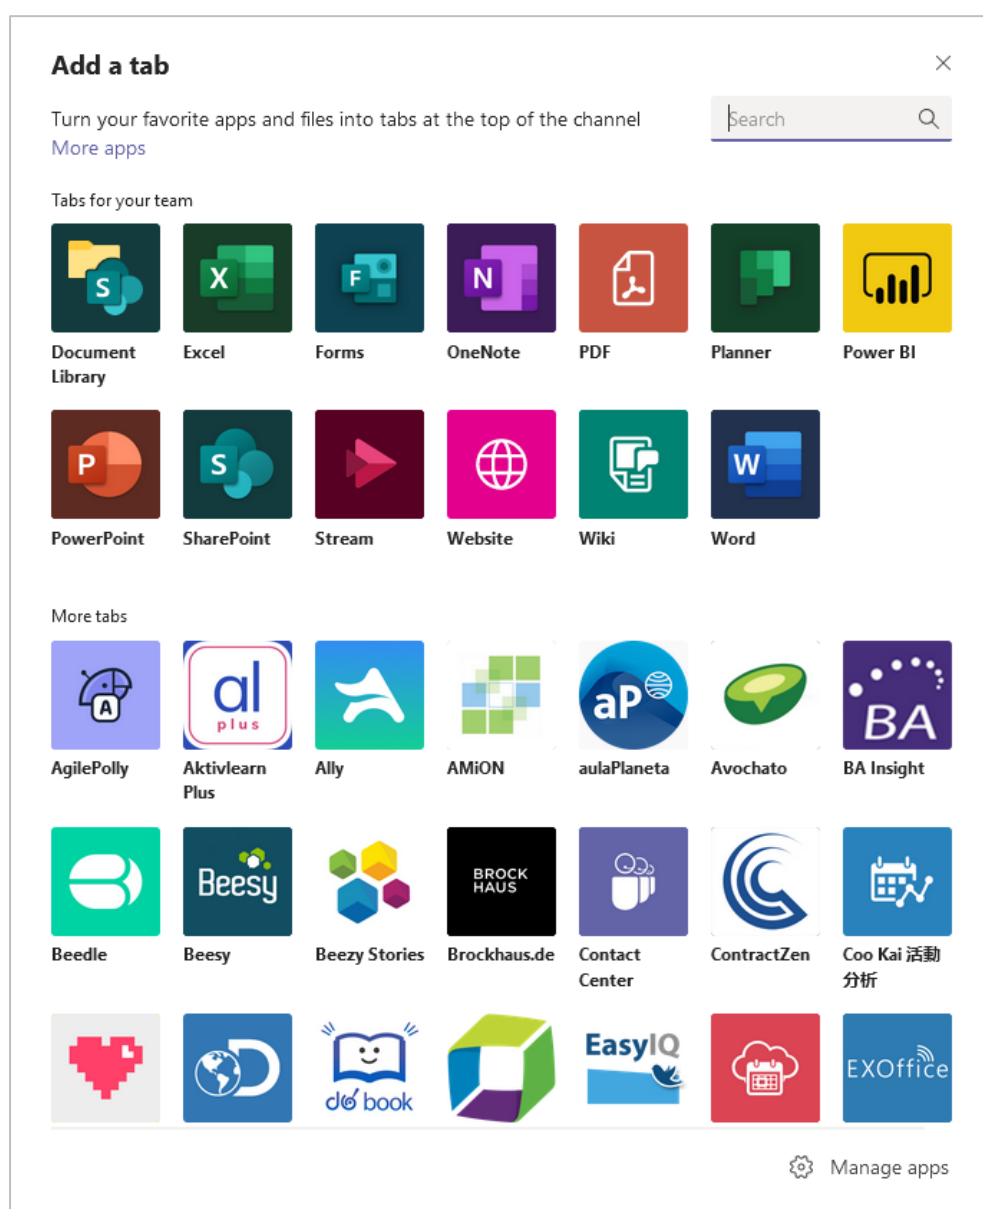 Add a tab
Turn your favorite apps and files into tabs at the top of the channel
Search
More apps
Tabs for your team
S X F N
Document Library Excel Forms OneNote PDF Planner Power BI
P S W
PowerPoint SharePoint Stream Website Wiki Word
More tabs
A al plus aP BA
AgilePolly Aktivlearn Plus Ally AMiON aulaPlaneta Avochato BA Insight
Beesy BROCK HAUS
Beedle Beesy Beezy Stories Brockhaus.de Contact Center ContractZen Coo Kai 活動分析
D do book EasyIQ EXOffice
Manage apps